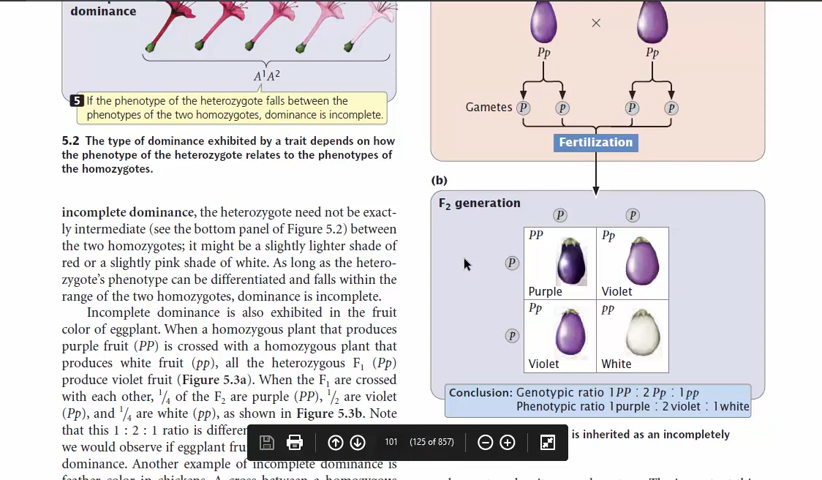 dominance
A¹A²
5 If the phenotype of the heterozygote falls between the
phenotypes of the two homozygotes, dominance is incomplete.
5.2 The type of dominance exhibited by a trait depends on how
the phenotype of the heterozygote relates to the phenotypes of
the homozygotes.
incomplete dominance, the heterozygote need not be exact-
ly intermediate (see the bottom panel of Figure 5.2) between
the two homozygotes; it might be a slightly lighter shade of
red or a slightly pink shade of white. As long as the hetero-
zygote's phenotype can be differentiated and falls within the
range of the two homozygotes, dominance is incomplete.
Incomplete dominance is also exhibited in the fruit
color of eggplant. When a homozygous plant that produces
purple fruit (PP) is crossed with a homozygous plant that
produces white fruit (pp), all the heterozygous F₁ (Pp)
produce violet fruit (Figure 5.3a). When the F₁ are crossed
with each other, ¹/₄ of the F₂ are purple (PP), ¹/₂ are violet
(Pp), and ¹/₄ are white (pp), as shown in Figure 5.3b. Note
that this 1 : 2 : 1 ratio is differen
we would observe if eggplant frui
dominance. Another example of incomplete dominance is
feather color in chickens. A cross between a homozygous
×
Pp Pp
Gametes P P P P
Fertilization
(b)
F₂ generation
P P
P PP Pp
Purple Violet
P Pp pp
Violet White
Conclusion: Genotypic ratio 1PP : 2Pp : 1pp
Phenotypic ratio 1purple : 2violet : 1white
is inherited as an incompletely
101 (125 of 857)